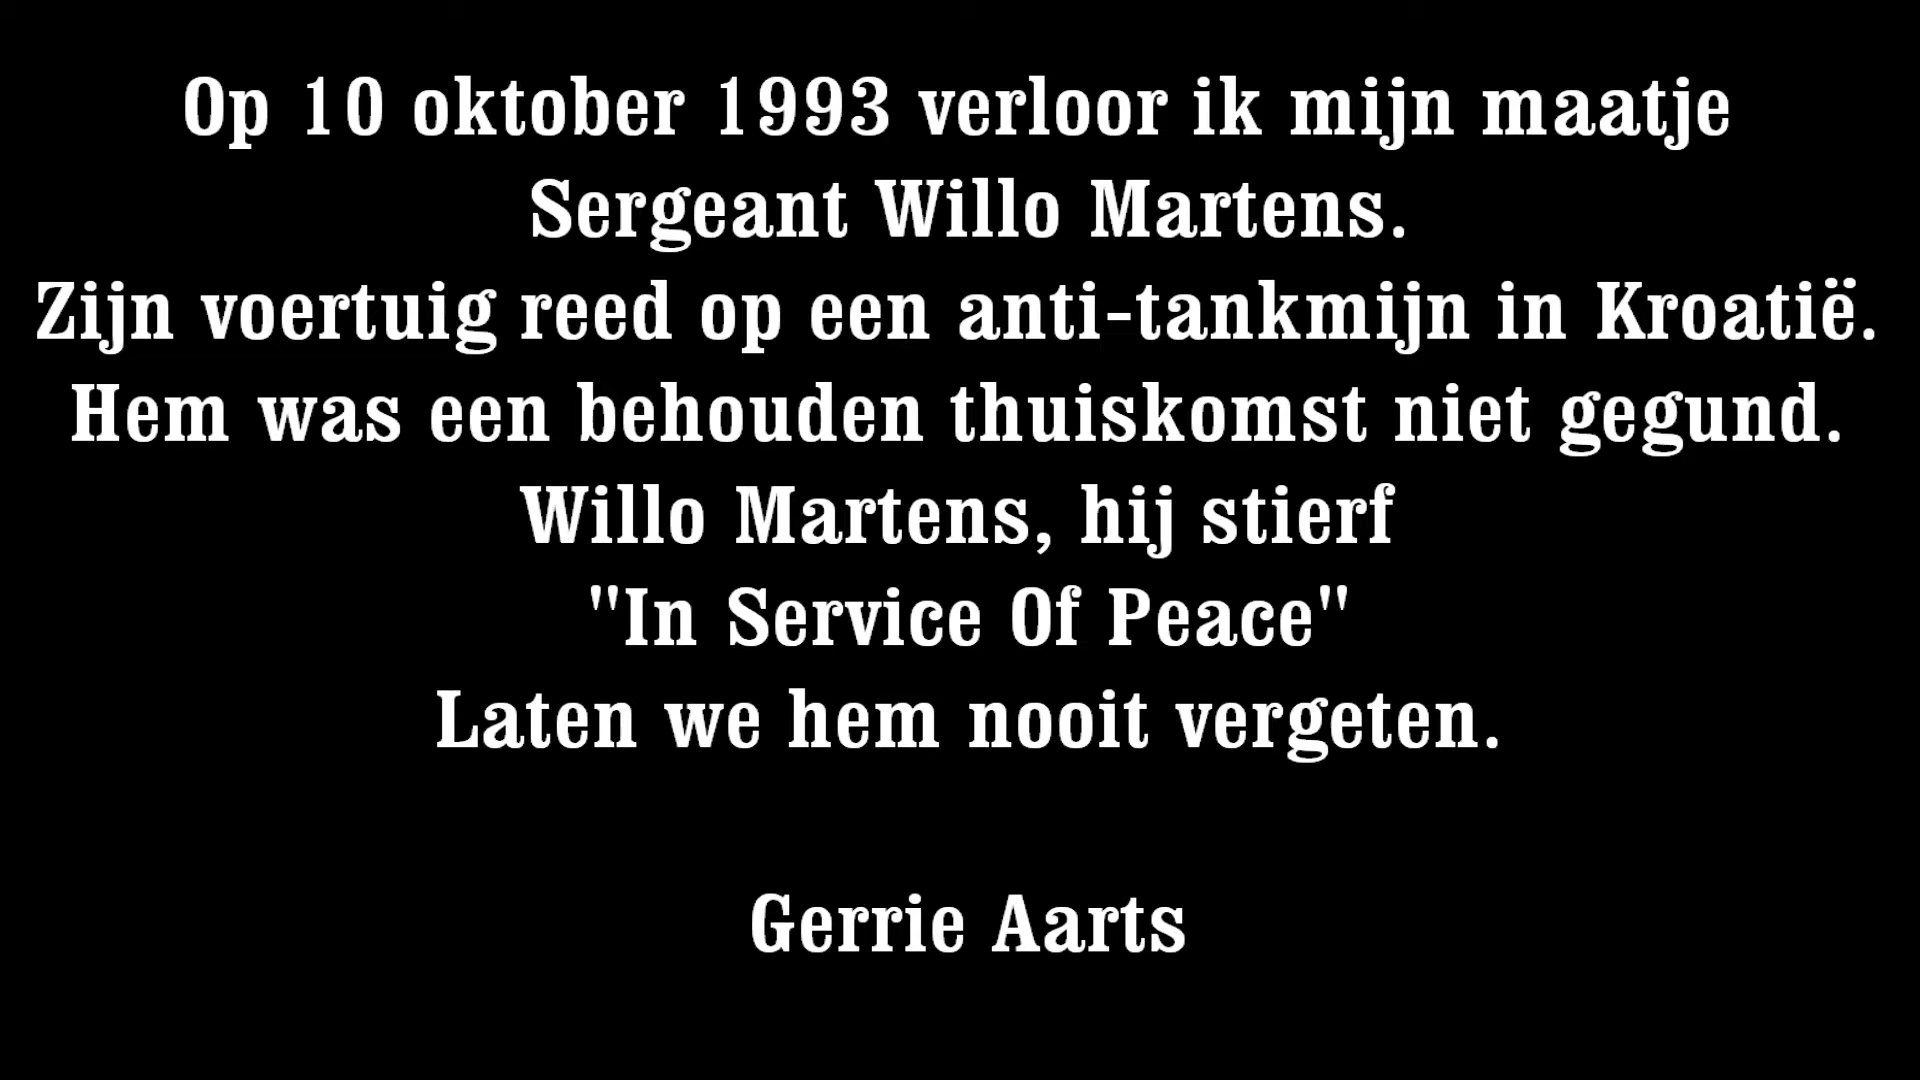 Op 10 oktober 1993 verloor ik mijn maatje
Sergeant Willo Martens.
Zijn voertuig reed op een anti-tankmijn in Kroatië.
Hem was een behouden thuiskomst niet gegund.
Willo Martens, hij stierf
"In Service Of Peace"
Laten we hem nooit vergeten.
Gerrie Aarts